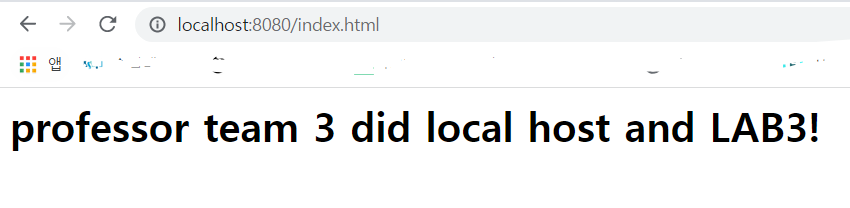 localhost:8080/index.html
앱
professor team 3 did local host and LAB3!